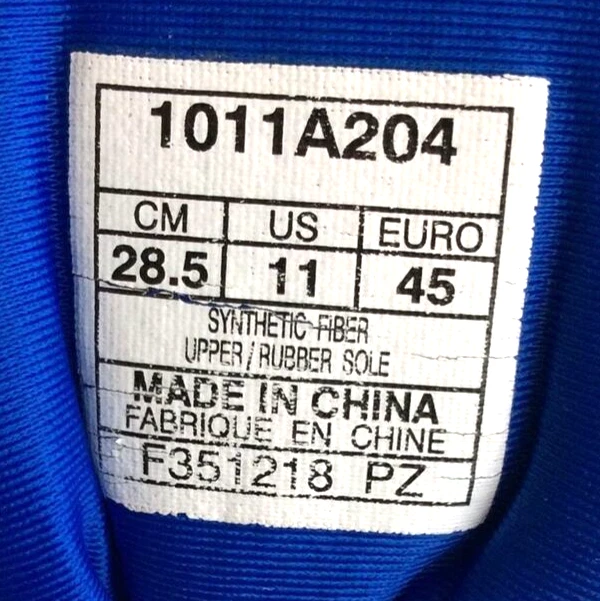 1011A204
CM US EURO
28.5 11 45
SYNTHETIC FIBER
UPPER/RUBBER SOLE
MADE IN CHINA
FABRIQUE EN CHINE
F351218 PZ